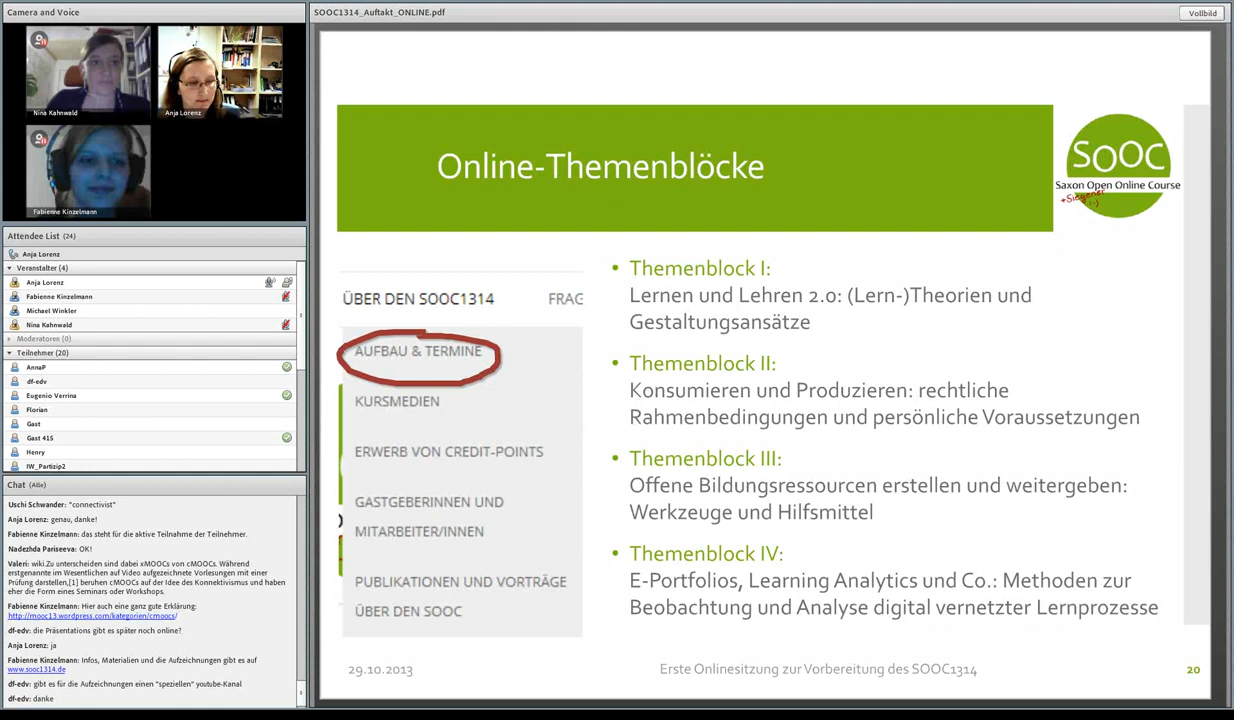 Camera and Voice
Nina Kahnwald
Anja Lorenz
Fabienne Kinzelmann
Attendee List (24)
Anja Lorenz
Veranstalter (4)
Anja Lorenz
Fabienne Kinzelmann
Michael Winkler
Nina Kahnwald
Moderatoren (0)
Teilnehmer (20)
AnnaP
df-edv
Eugenio Verrina
Florian
Gast
Gast 415
Henry
IW_Partizip2
Chat (Alle)
Uschi Schwander: "connectivist"
Anja Lorenz: genau, danke!
Fabienne Kinzelmann: das steht für die aktive Teilnahme der Teilnehmer.
Nadezhda Pariseeva: OK!
Valeri: wiki.Zu unterscheiden sind dabei xMOOCs von cMOOCs. Während
erstgenannte im Wesentlichen auf Video aufgezeichnete Vorlesungen mit einer
Prüfung darstellen,[1] beruhen cMOOCs auf der Idee des Konnektivismus und haben
eher die Form eines Seminars oder Workshops.
Fabienne Kinzelmann: Hier auch eine ganz gute Erklärung:
http://mooc13.wordpress.com/kategorien/cmoocs/
df-edv: die Präsentations gibt es später noch online?
Anja Lorenz: ja
Fabienne Kinzelmann: Infos, Materialien und die Aufzeichnungen gibt es auf
www.sooc1314.de
df-edv: gibt es für die Aufzeichnungen einen "speziellen" youtube-Kanal
df-edv: danke
SOOC1314_Auftakt_ONLINE.pdf
Vollbild
Online-Themenblöcke
SOOC
Saxon Open Online Course
+Siegener
:-)
ÜBER DEN SOOC1314
FRAG
AUFBAU & TERMINE
KURSMEDIEN
ERWERB VON CREDIT-POINTS
GASTGEBERINNEN UND
MITARBEITER/INNEN
PUBLIKATIONEN UND VORTRÄGE
ÜBER DEN SOOC
• Themenblock I:
Lernen und Lehren 2.0: (Lern-)Theorien und
Gestaltungsansätze
• Themenblock II:
Konsumieren und Produzieren: rechtliche
Rahmenbedingungen und persönliche Voraussetzungen
• Themenblock III:
Offene Bildungsressourcen erstellen und weitergeben:
Werkzeuge und Hilfsmittel
• Themenblock IV:
E-Portfolios, Learning Analytics und Co.: Methoden zur
Beobachtung und Analyse digital vernetzter Lernprozesse
29.10.2013
Erste Onlinesitzung zur Vorbereitung des SOOC1314
20